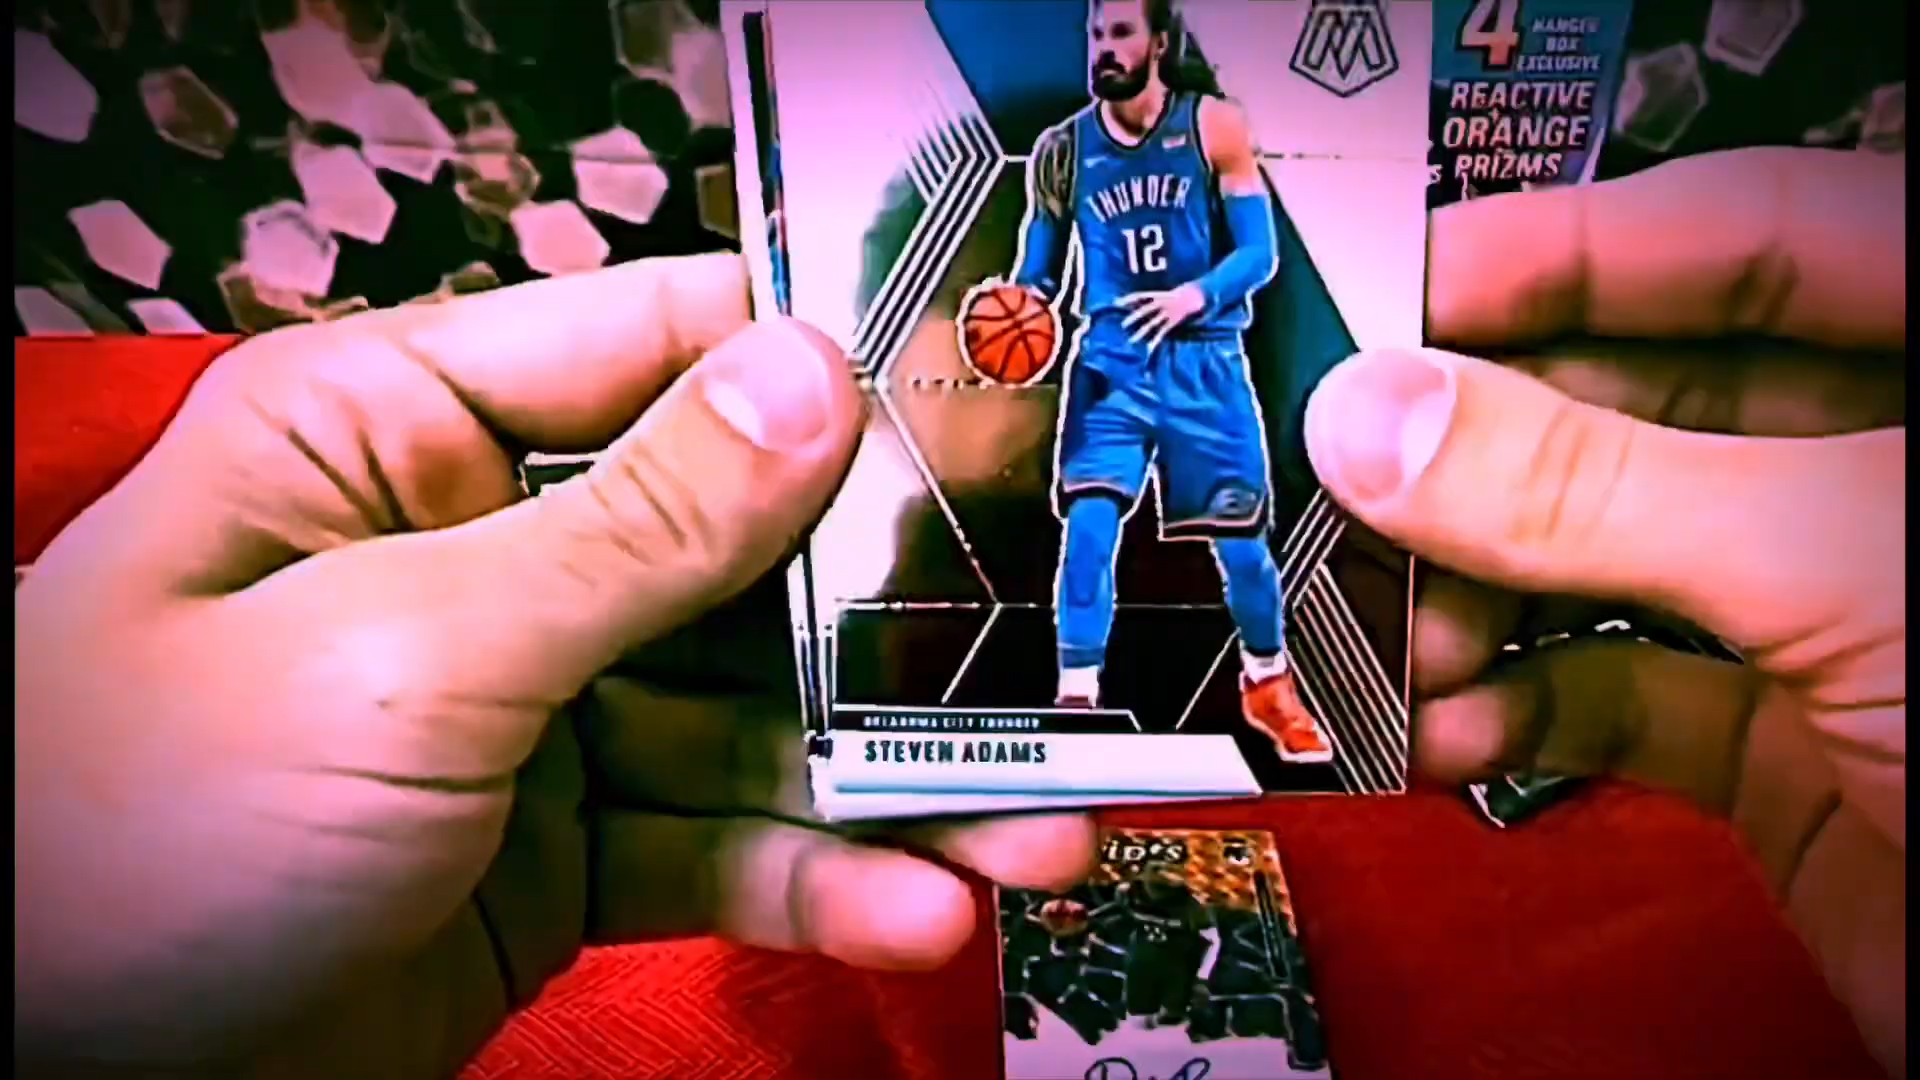 4 HANGER
BOX
EXCLUSIVE
REACTIVE
ORANGE
PRIZMS
THUNDER
12
OKLAHOMA CITY THUNDER
STEVEN ADAMS